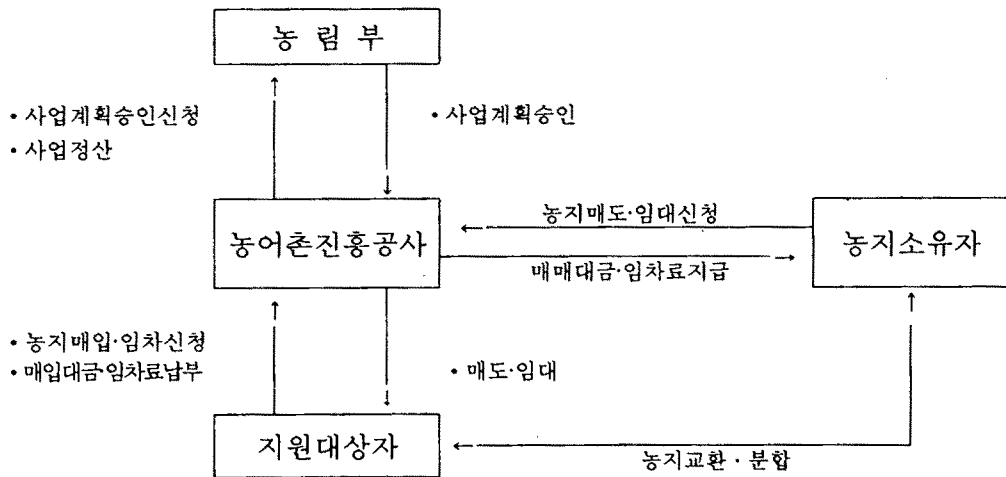 농림부
• 사업계획승인신청
• 사업계획승인
• 사업정산
농지매도·임대신청
농어촌진흥공사
농지소유자
매매대금·임차료지급
• 농지매입·임차신청
• 매입대금·임차료납부
• 매도·임대
지원대상자
농지교환·분합